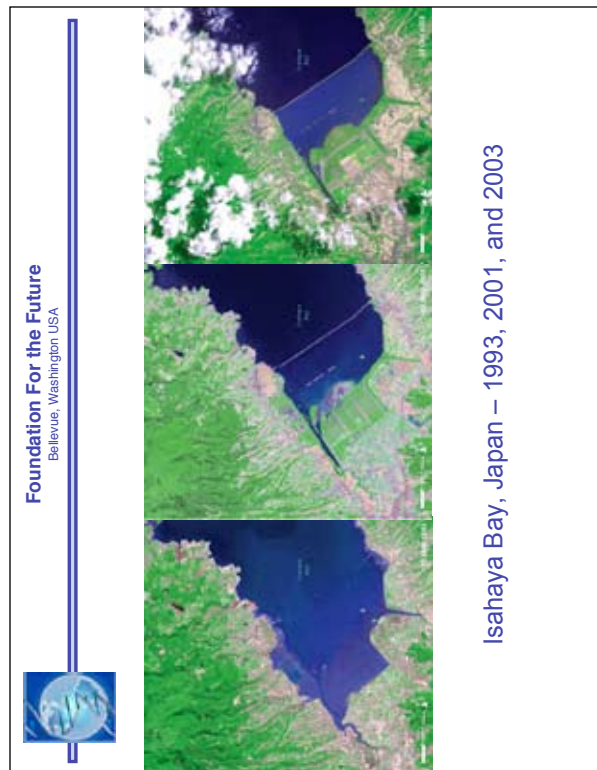 Foundation For the Future
Bellevue, Washington USA
Isahaya Bay, Japan – 1993, 2001, and 2003